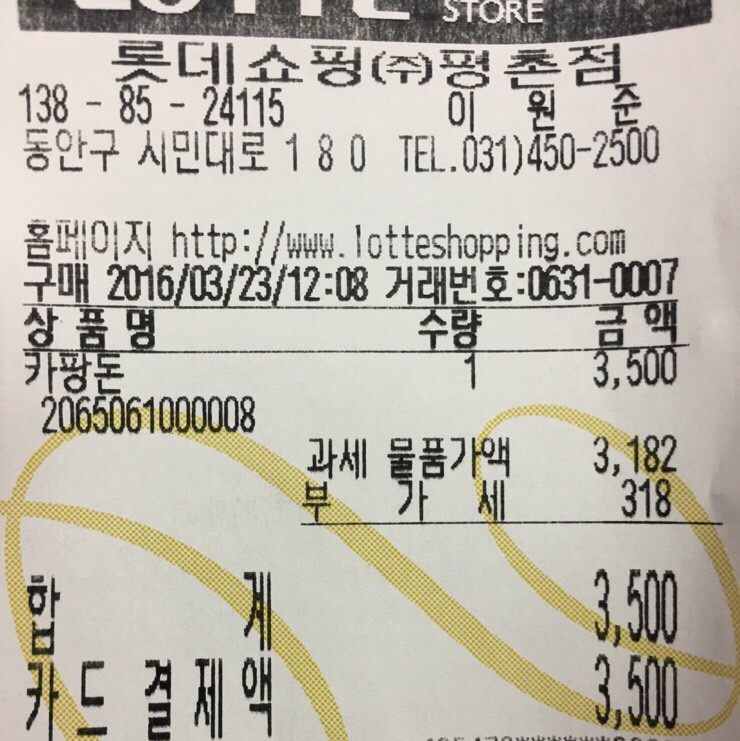 LOTTE
STORE
롯데쇼핑(주)평촌점
138 - 85 - 24115 이 원 준
동안구 시민대로 1 8 0 TEL.031)450-2500
홈페이지 http://www.lotteshopping.com
구매 2016/03/23/12:08 거래번호:0631-0007
상 품 명 수량 금 액
카팡돈 1 3,500
2065061000008
과세 물품가액 3,182
부 가 세 318
합 계 3,500
카 드 결 제 액 3,500